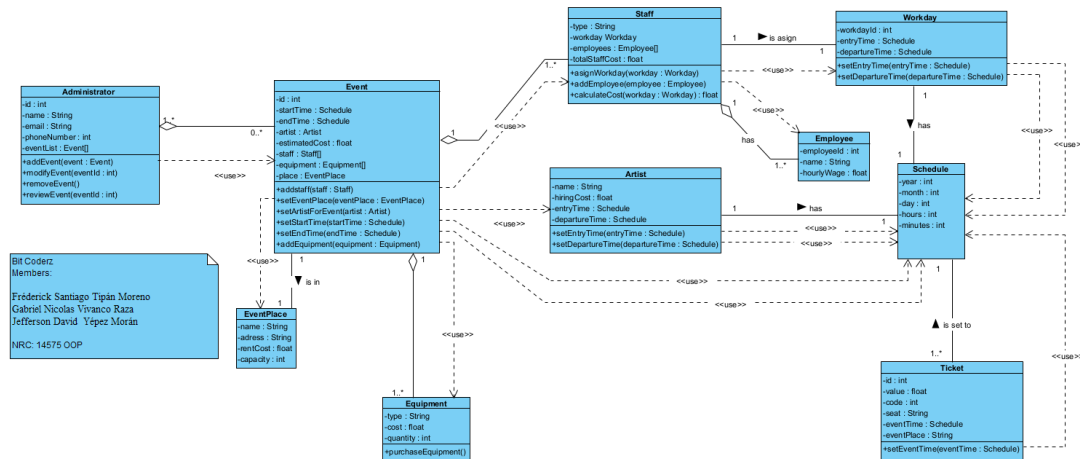 Administrator
-id : int
-name : String
-email : String
-phoneNumber : int
-eventList : Event[]
+addEvent(event : Event)
+modifyEvent(eventId : int)
+removeEvent()
+reviewEvent(eventId : int)
1..*
0..*
<<use>>
Event
-id : int
-startTime : Schedule
-endTime : Schedule
-artist : Artist
-estimatedCost : float
-staff : Staff[]
-equipment : Equipment[]
-place : EventPlace
+addstaff(staff : Staff)
+setEventPlace(eventPlace : EventPlace)
+setArtistForEvent(artist : Artist)
+setStartTime(startTime : Schedule)
+setEndTime(endTime : Schedule)
+addEquipment(equipment : Equipment)
1
1..*
<<use>>
Staff
-type : String
-workday Workday
-employees : Employee[]
-totalStaffCost : float
+asignWorkday(workday : Workday)
+addEmployee(employee : Employee)
+calculateCost(workday : Workday) : float
1
is asign
1
<<use>>
<<use>>
1
has
1..*
Workday
-workdayId : int
-entryTime : Schedule
-departureTime : Schedule
+setEntryTime(entryTime : Schedule)
+setDepartureTime(departureTime : Schedule)
<<use>>
<<use>>
1
has
1
Employee
-employeeId : int
-name : String
-hourlyWage : float
Artist
-name : String
-hiringCost : float
-entryTime : Schedule
-departureTime : Schedule
+setEntryTime(entryTime : Schedule)
+setDepartureTime(departureTime : Schedule)
<<use>>
1
has
1
<<use>>
<<use>>
Schedule
-year : int
-month : int
-day : int
-hours : int
-minutes : int
<<use>>
<<use>>
Bit Coderz
Members:
Fréderick Santiago Tipán Moreno
Gabriel Nicolas Vivanco Raza
Jefferson David Yépez Morán
NRC: 14575 OOP
<<use>>
1
is in
1
EventPlace
-name : String
-adress : String
-rentCost : float
-capacity : int
1
1..*
<<use>>
Equipment
-type : String
-cost : float
-quantity : int
+purchaseEquipment()
1
is set to
1..*
<<use>>
Ticket
-id : int
-value : float
-code : int
-seat : String
-eventTime : Schedule
-eventPlace : String
+setEventTime(eventTime : Schedule)